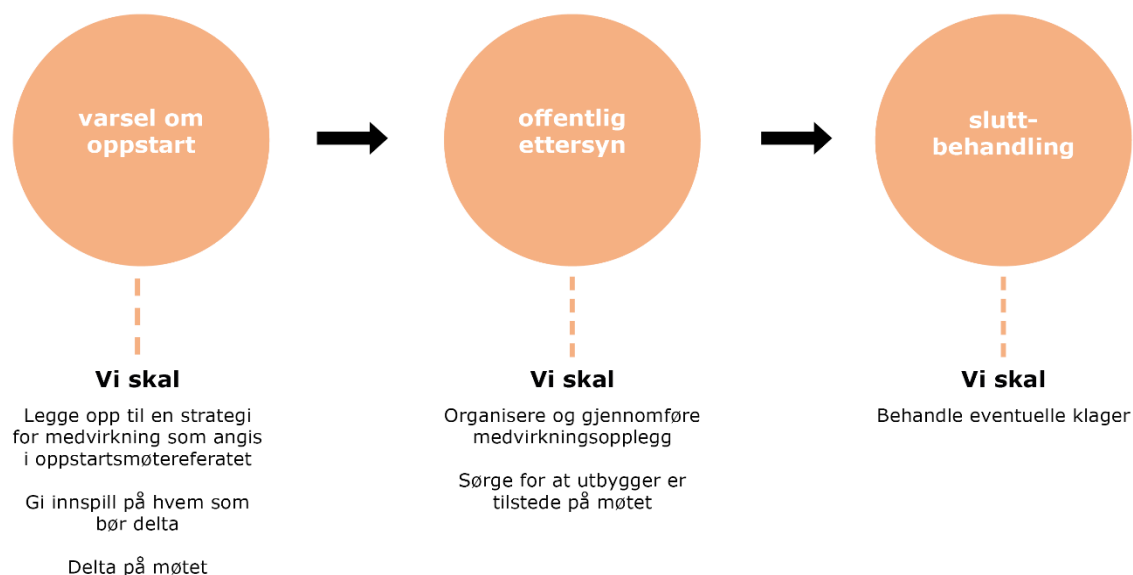 varsel om
oppstart
offentlig
ettersyn
slutt-
behandling
Vi skal
Legge opp til en strategi
for medvirkning som angis
i oppstartsmøtereferatet
Gi innspill på hvem som
bør delta
Delta på møtet
Vi skal
Organisere og gjennomføre
medvirkningsopplegg
Sørge for at utbygger er
tilstede på møtet
Vi skal
Behandle eventuelle klager